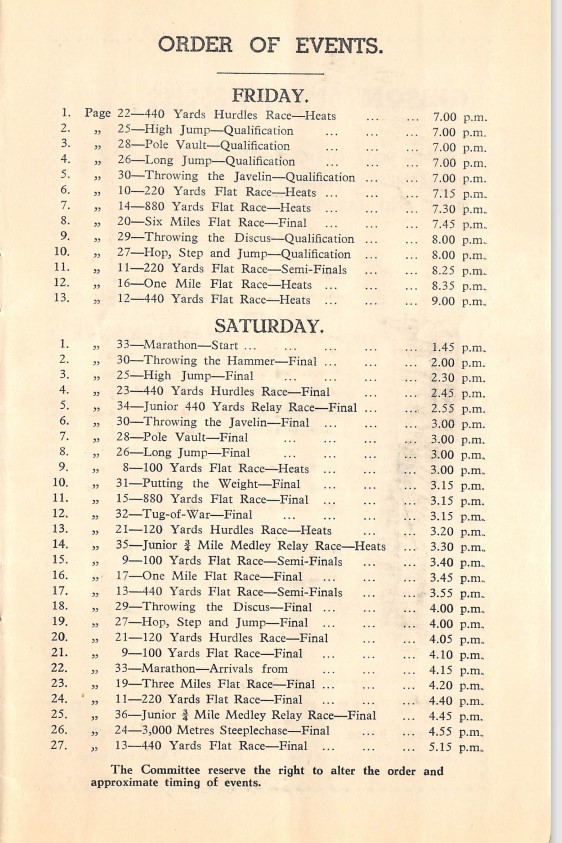 ORDER OF EVENTS.
FRIDAY.
1. Page 22—440 Yards Hurdles Race—Heats ... ... 7.00 p.m.
2. „ 25—High Jump—Qualification ... ... 7.00 p.m.
3. „ 28—Pole Vault—Qualification ... ... 7.00 p.m.
4. „ 26—Long Jump—Qualification ... ... 7.00 p.m.
5. „ 30—Throwing the Javelin—Qualification ... ... 7.00 p.m.
6. „ 10—220 Yards Flat Race—Heats ... ... ... 7.15 p.m.
7. „ 14—880 Yards Flat Race—Heats ... ... ... 7.30 p.m.
8. „ 20—Six Miles Flat Race—Final ... ... ... 7.45 p.m.
9. „ 29—Throwing the Discus—Qualification ... ... 8.00 p.m.
10. „ 27—Hop, Step and Jump—Qualification ... ... 8.00 p.m.
11. „ 11—220 Yards Flat Race—Semi-Finals ... ... 8.25 p.m.
12. „ 16—One Mile Flat Race—Heats ... ... ... 8.35 p.m.
13. „ 12—440 Yards Flat Race—Heats ... ... ... 9.00 p.m.
SATURDAY.
1. „ 33—Marathon—Start ... ... ... ... ... 1.45 p.m.
2. „ 30—Throwing the Hammer—Final ... ... ... 2.00 p.m.
3. „ 25—High Jump—Final ... ... ... ... 2.30 p.m.
4. „ 23—440 Yards Hurdles Race—Final ... ... 2.45 p.m.
5. „ 34—Junior 440 Yards Relay Race—Final ... ... 2.55 p.m.
6. „ 30—Throwing the Javelin—Final ... ... ... 3.00 p.m.
7. „ 28—Pole Vault—Final ... ... ... ... 3.00 p.m.
8. „ 26—Long Jump—Final ... ... ... ... 3.00 p.m.
9. „ 8—100 Yards Flat Race—Heats ... ... ... 3.00 p.m.
10. „ 31—Putting the Weight—Final ... ... ... 3.15 p.m.
11. „ 15—880 Yards Flat Race—Final ... ... ... 3.15 p.m.
12. „ 32—Tug-of-War—Final ... ... ... ... 3.15 p.m.
13. „ 21—120 Yards Hurdles Race—Heats ... ... 3.20 p.m.
14. „ 35—Junior ¾ Mile Medley Relay Race—Heats ... 3.30 p.m.
15. „ 9—100 Yards Flat Race—Semi-Finals ... ... 3.40 p.m.
16. „ 17—One Mile Flat Race—Final ... ... ... 3.45 p.m.
17. „ 13—440 Yards Flat Race—Semi-Finals ... ... 3.55 p.m.
18. „ 29—Throwing the Discus—Final ... ... ... 4.00 p.m.
19. „ 27—Hop, Step and Jump—Final ... ... ... 4.00 p.m.
20. „ 21—120 Yards Hurdles Race—Final ... ... 4.05 p.m.
21. „ 9—100 Yards Flat Race—Final ... ... ... 4.10 p.m.
22. „ 33—Marathon—Arrivals from ... ... ... 4.15 p.m.
23. „ 19—Three Miles Flat Race—Final ... ... ... 4.20 p.m.
24. „ 11—220 Yards Flat Race—Final ... ... ... 4.40 p.m.
25. „ 36—Junior ¾ Mile Medley Relay Race—Final ... 4.45 p.m.
26. „ 24—3,000 Metres Steeplechase—Final ... ... 4.55 p.m.
27. „ 13—440 Yards Flat Race—Final ... ... ... 5.15 p.m.
The Committee reserve the right to alter the order and
approximate timing of events.